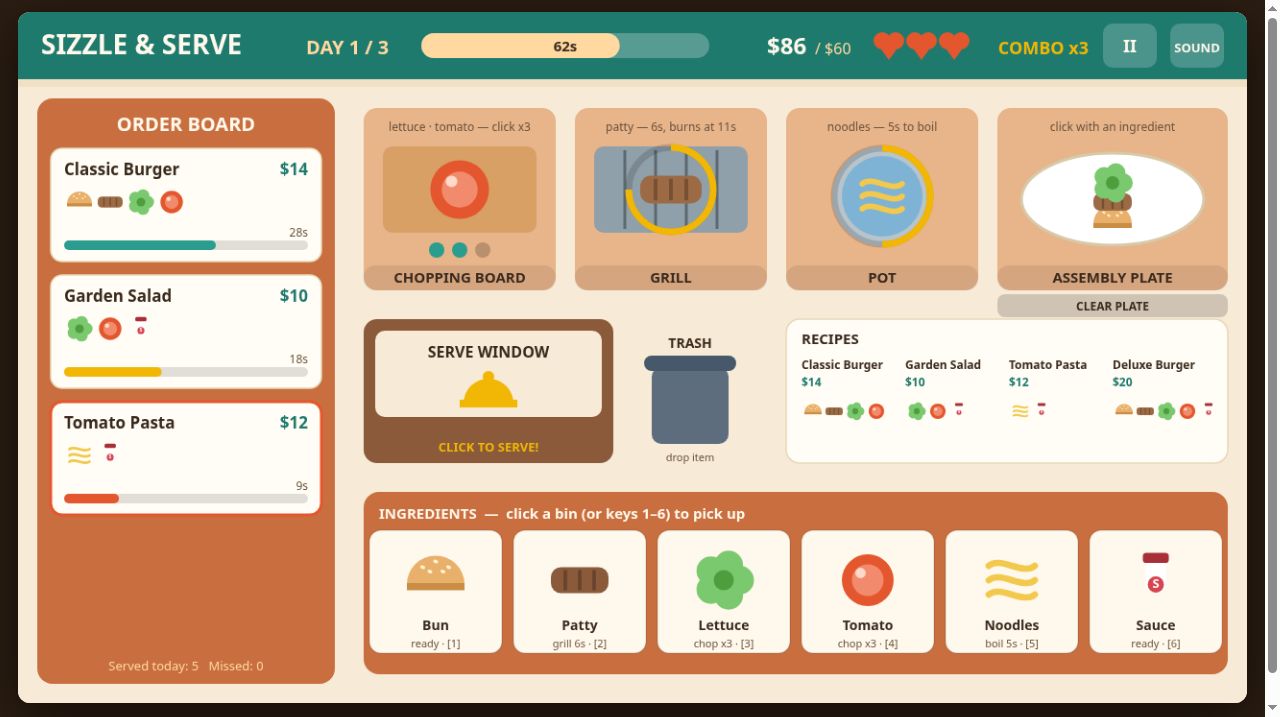 SIZZLE & SERVE
DAY 1 / 3
62s
$86 / $60
COMBO x3
II
SOUND
ORDER BOARD
Classic Burger $14
28s
Garden Salad $10
18s
Tomato Pasta $12
9s
Served today: 5 Missed: 0
lettuce · tomato — click x3
CHOPPING BOARD
patty — 6s, burns at 11s
GRILL
noodles — 5s to boil
POT
click with an ingredient
ASSEMBLY PLATE
CLEAR PLATE
SERVE WINDOW
CLICK TO SERVE!
TRASH
drop item
RECIPES
Classic Burger
$14
Garden Salad
$10
Tomato Pasta
$12
Deluxe Burger
$20
INGREDIENTS — click a bin (or keys 1–6) to pick up
Bun
ready · [1]
Patty
grill 6s · [2]
Lettuce
chop x3 · [3]
Tomato
chop x3 · [4]
Noodles
boil 5s · [5]
S
Sauce
ready · [6]